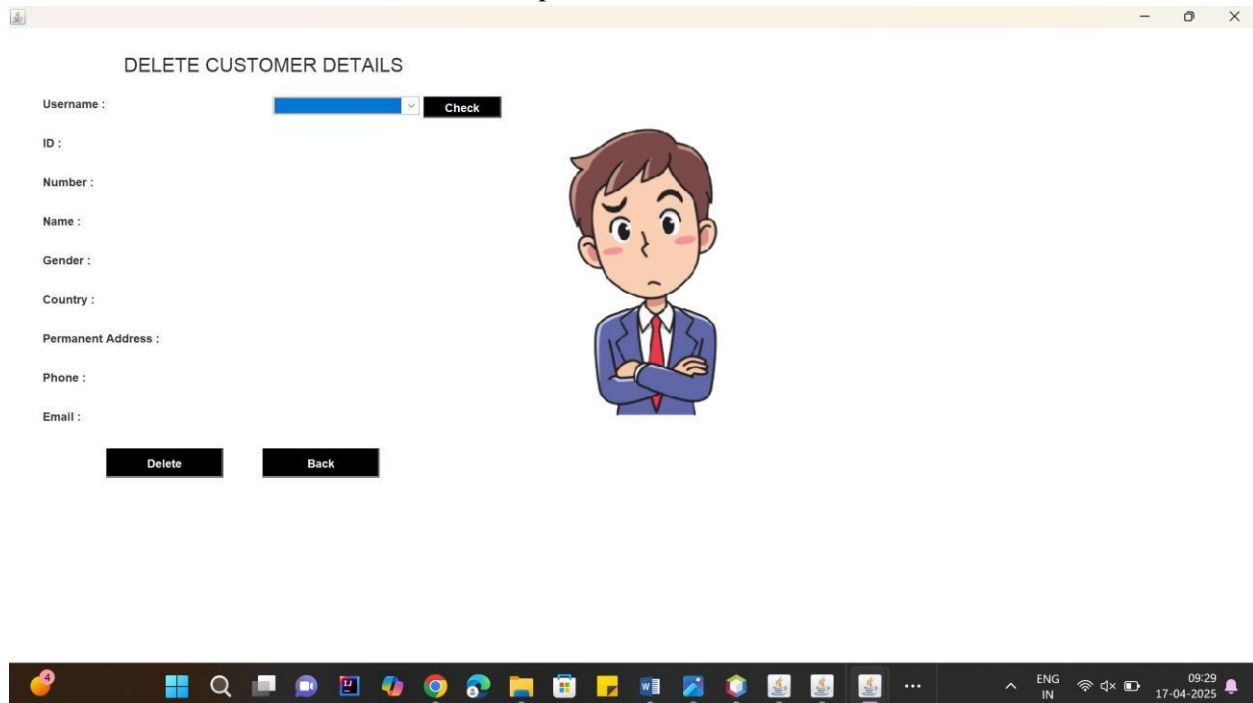 DELETE CUSTOMER DETAILS
Username :
Check
ID :
Number :
Name :
Gender :
Country :
Permanent Address :
Phone :
Email :
Delete Back
4
ENG
IN
09:29
17-04-2025